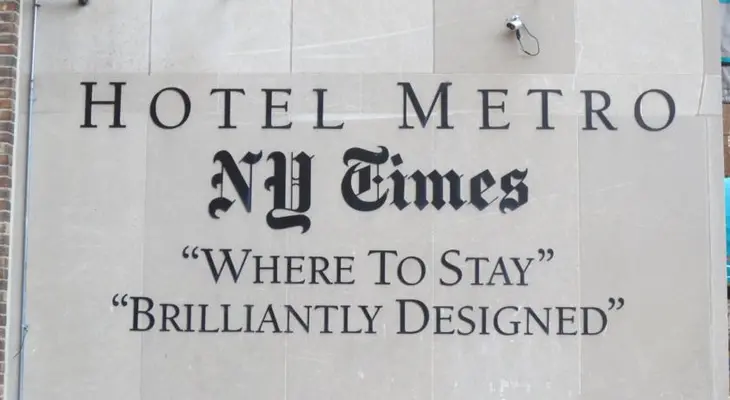 HOTEL METRO
NY Times
“WHERE TO STAY”
“BRILLIANTLY DESIGNED”